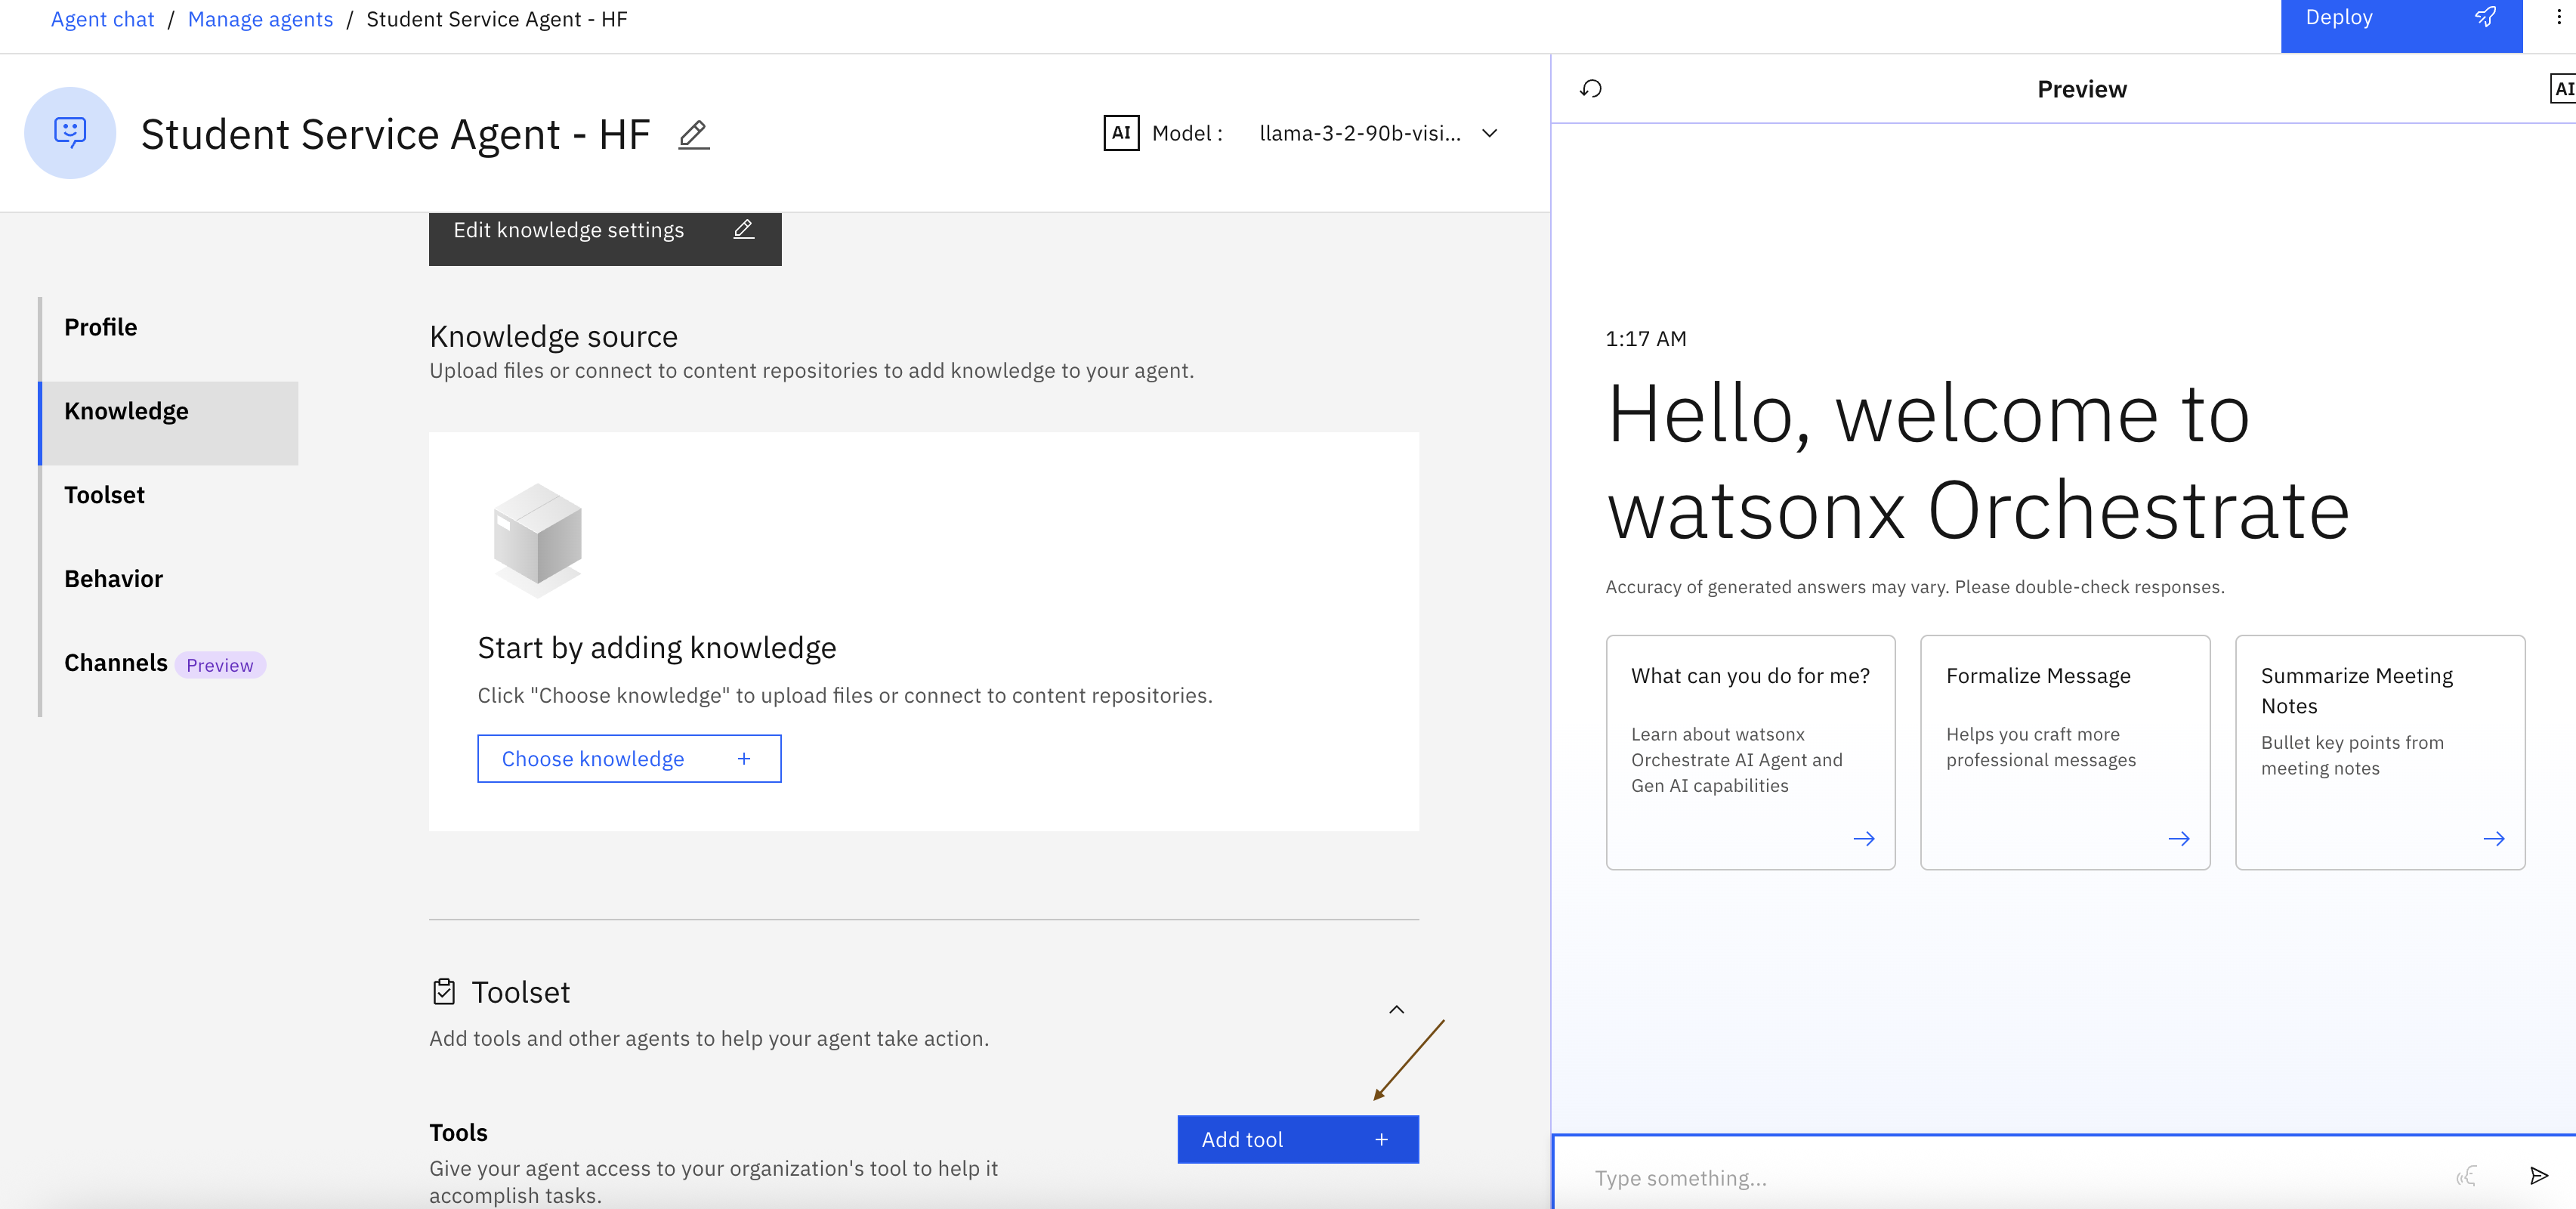 Agent chat / Manage agents / Student Service Agent - HF
Deploy
Student Service Agent - HF
AI Model : llama-3-2-90b-visi...
Edit knowledge settings
Profile
Knowledge
Toolset
Behavior
Channels Preview
Knowledge source
Upload files or connect to content repositories to add knowledge to your agent.
Start by adding knowledge
Click "Choose knowledge" to upload files or connect to content repositories.
Choose knowledge +
Toolset
Add tools and other agents to help your agent take action.
Tools
Give your agent access to your organization's tool to help it
accomplish tasks.
Add tool +
Preview
AI
1:17 AM
Hello, welcome to
watsonx Orchestrate
Accuracy of generated answers may vary. Please double-check responses.
What can you do for me?
Learn about watsonx
Orchestrate AI Agent and
Gen AI capabilities
Formalize Message
Helps you craft more
professional messages
Summarize Meeting
Notes
Bullet key points from
meeting notes
Type something...